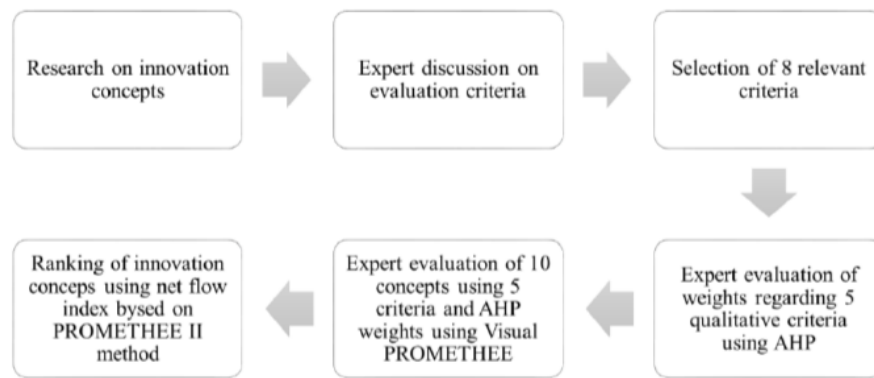 Research on innovation
concepts
Expert discussion on
evaluation criteria
Selection of 8 relevant
criteria
Expert evaluation of
weights regarding 5
qualitative criteria
using AHP
Expert evaluation of 10
concepts using 5
criteria and AHP
weights using Visual
PROMETHEE
Ranking of innovation
conceps using net flow
index bysed on
PROMETHEE II
method